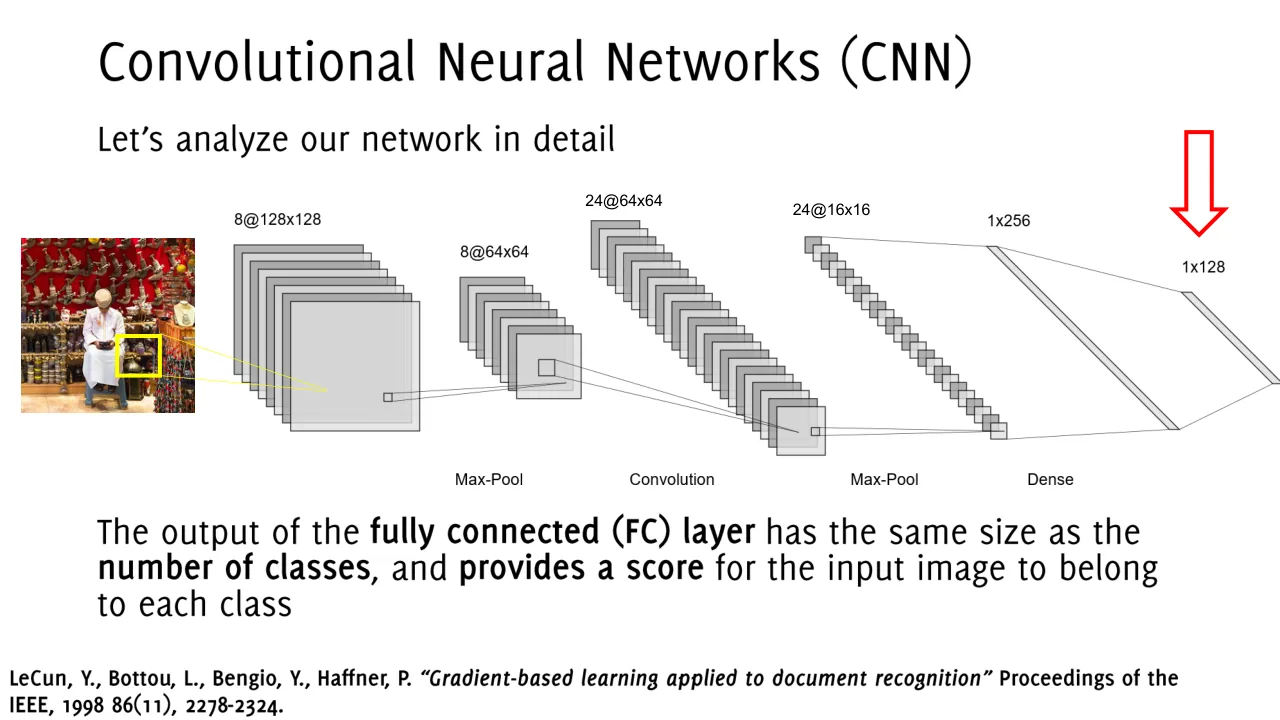 Convolutional Neural Networks (CNN)
Let's analyze our network in detail
8@128x128
8@64x64
24@64x64
24@16x16
1x256
1x128
Max-Pool
Convolution
Max-Pool
Dense
The output of the fully connected (FC) layer has the same size as the
number of classes, and provides a score for the input image to belong
to each class
LeCun, Y., Bottou, L., Bengio, Y., Haffner, P. “Gradient-based learning applied to document recognition” Proceedings of the
IEEE, 1998 86(11), 2278-2324.